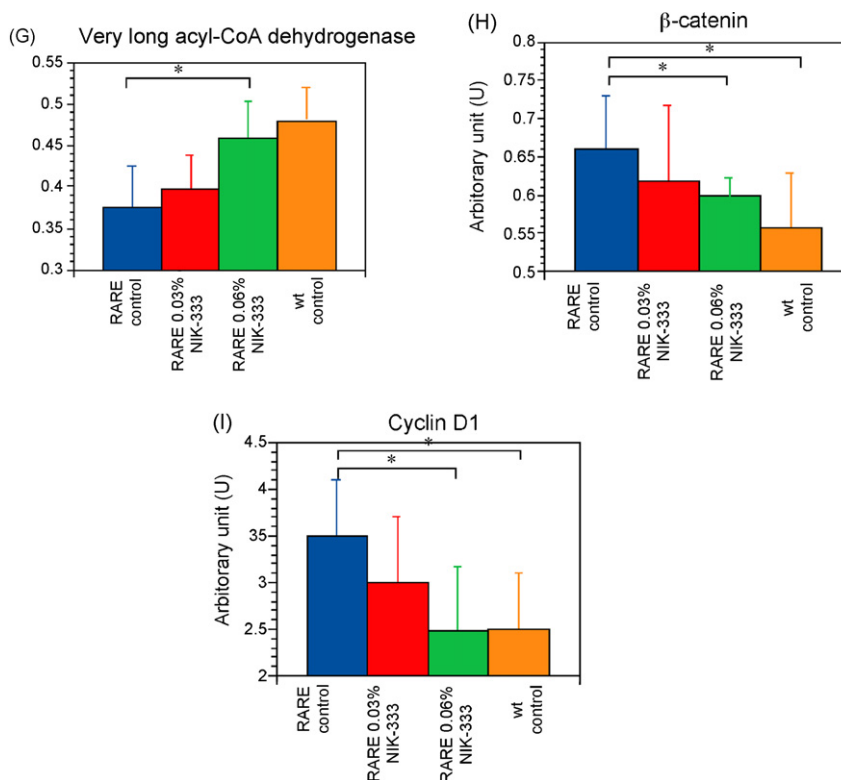 (G) Very long acyl-CoA dehydrogenase
0.55
0.5
0.45
0.4
0.35
0.3
*
RARE
control
RARE 0.03%
NIK-333
RARE 0.06%
NIK-333
wt
control
(H) β-catenin
Arbitorary unit (U)
0.8
0.75
0.7
0.65
0.6
0.55
0.5
*
*
RARE
control
RARE 0.03%
NIK-333
RARE 0.06%
NIK-333
wt
control
(I) Cyclin D1
Arbitorary unit (U)
4.5
4
35
3
2.5
2
*
*
RARE
control
RARE 0.03%
NIK-333
RARE 0.06%
NIK-333
wt
control